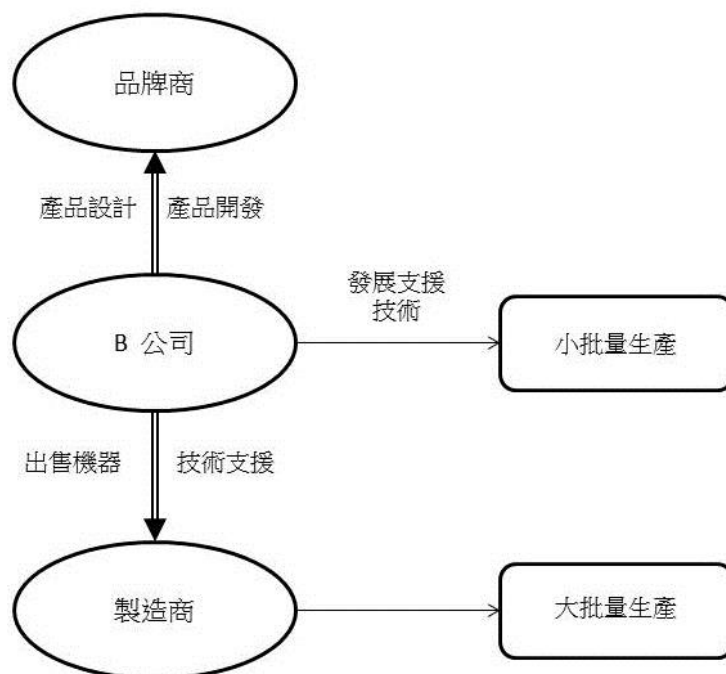 品牌商
產品設計 產品開發
發展支援
技術
B 公司
小批量生產
出售機器 技術支援
製造商
大批量生產